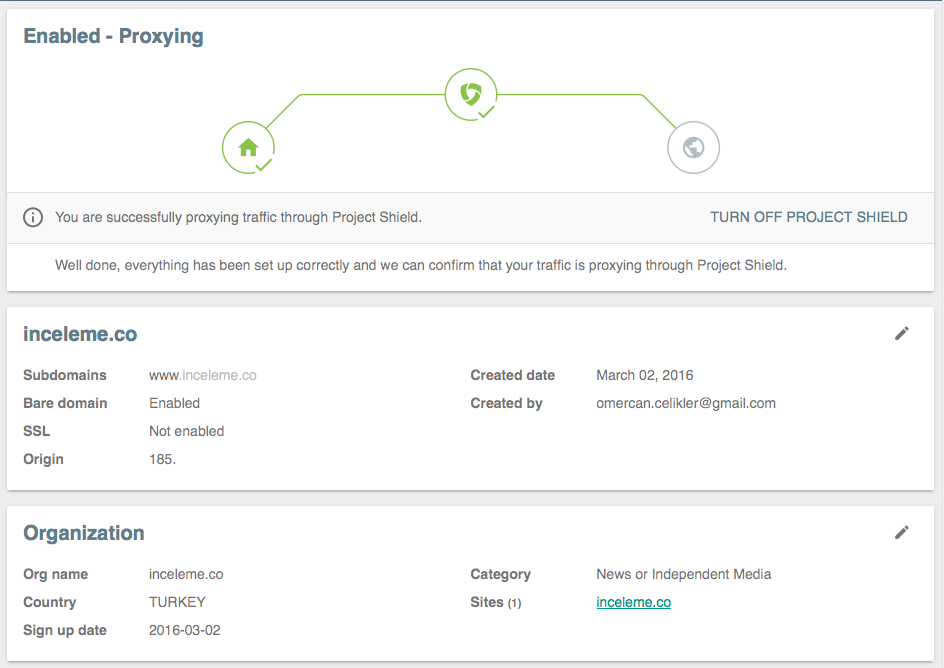 Enabled - Proxying
You are successfully proxying traffic through Project Shield.
TURN OFF PROJECT SHIELD
Well done, everything has been set up correctly and we can confirm that your traffic is proxying through Project Shield.
inceleme.co
Subdomains www.inceleme.co
Bare domain Enabled
SSL Not enabled
Origin 185.
Created date March 02, 2016
Created by omercan.celikler@gmail.com
Organization
Org name inceleme.co
Country TURKEY
Sign up date 2016-03-02
Category News or Independent Media
Sites (1) inceleme.co